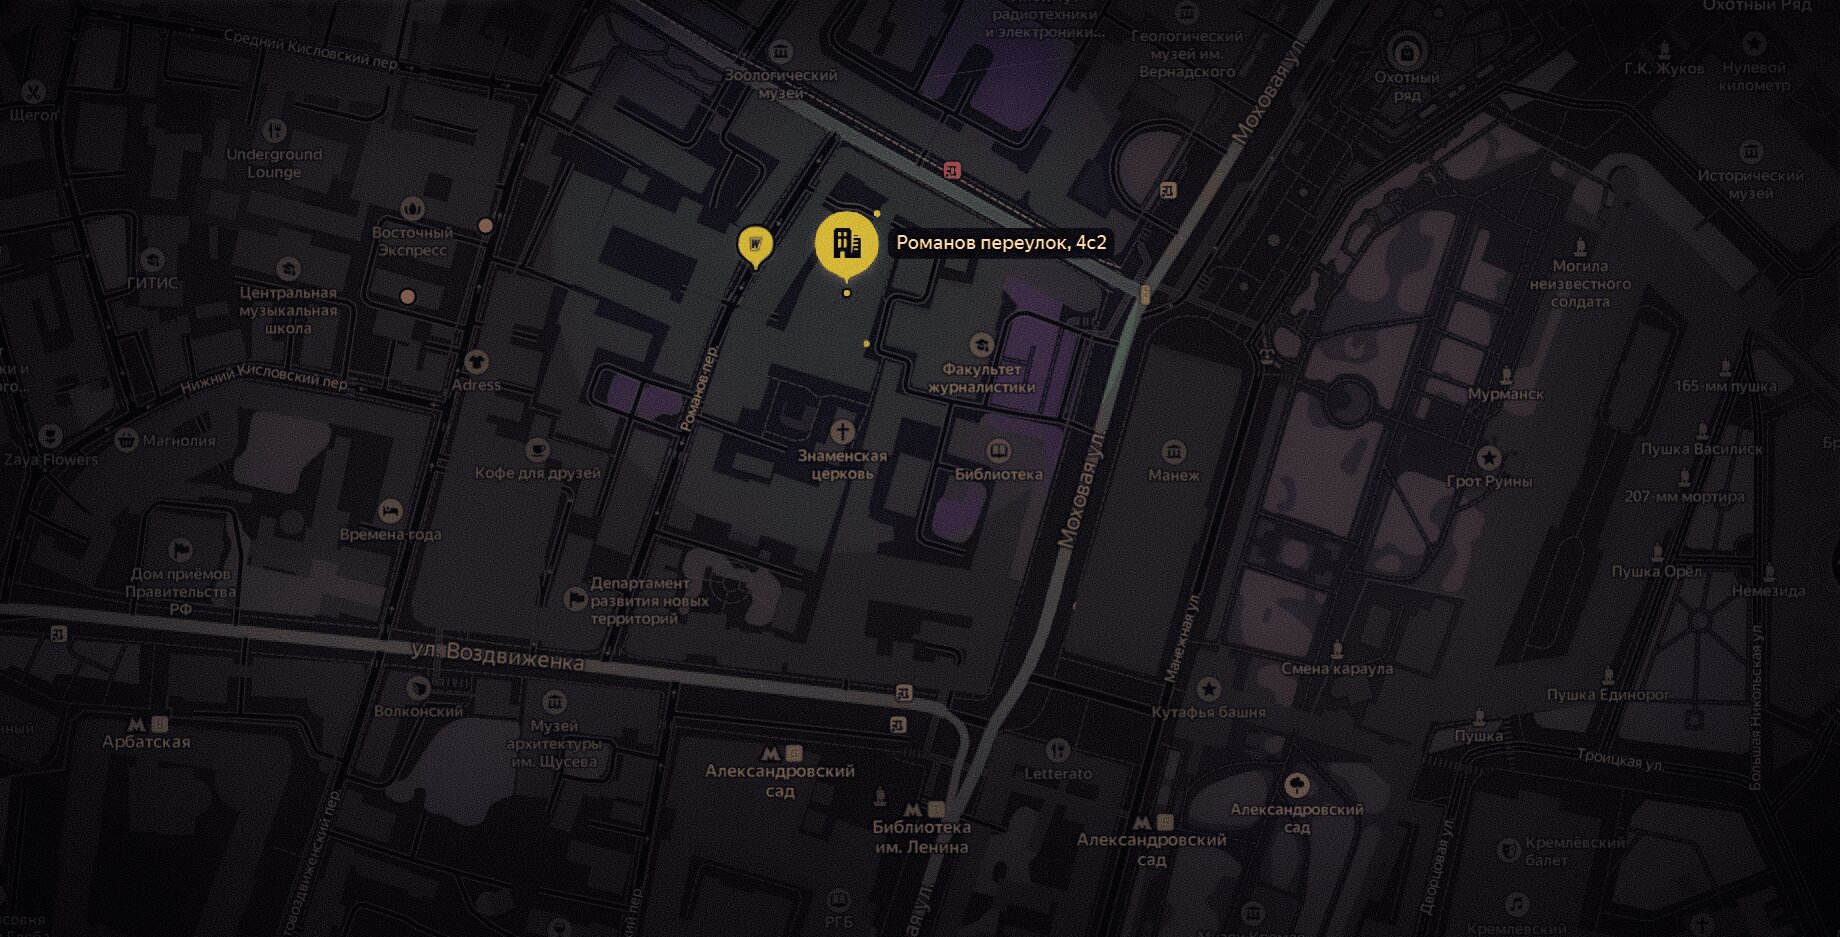 радиотехники
и электроники...
Охотный Ряд
Средний Кисловский пер.
Геологический
музей им.
Вернадского
Моховая ул.
Охотный
ряд
Г.К. Жуков
Нулевой
километр
Зоологический
музей
Щегол
Underground
Lounge
Исторический
музей
Восточный
Экспресс
W
Романов переулок, 4с2
Могила
неизвестного
солдата
ГИТИС
Центральная
музыкальная
школа
Факультет
журналистики
Нижний Кисловский пер.
Adress
Романов пер.
165-мм пушка
Мурманск
Zaya Flowers
Магнолия
Кофе для друзей
Знаменская
церковь
Библиотека
Моховая ул.
Манеж
Пушка Василиск
Грот Руины
207-мм мортира
Времена года
Дом приёмов
Правительства
РФ
Департамент
развития новых
территорий
Пушка Орёл
Немезида
Манежная ул.
ул. Воздвиженка
Смена караула
Пушка Единорог
Большая Никольская ул.
Волконский
Музей
архитектуры
им. Щусева
Кутафья башня
Пушка
Троицкая ул.
Арбатская
Александровский
сад
Letterato
Библиотека
им. Ленина
Александровский
сад
Александровский
сад
Дворцовая ул.
Кремлёвский
балет
РГБ
Кремлёвский